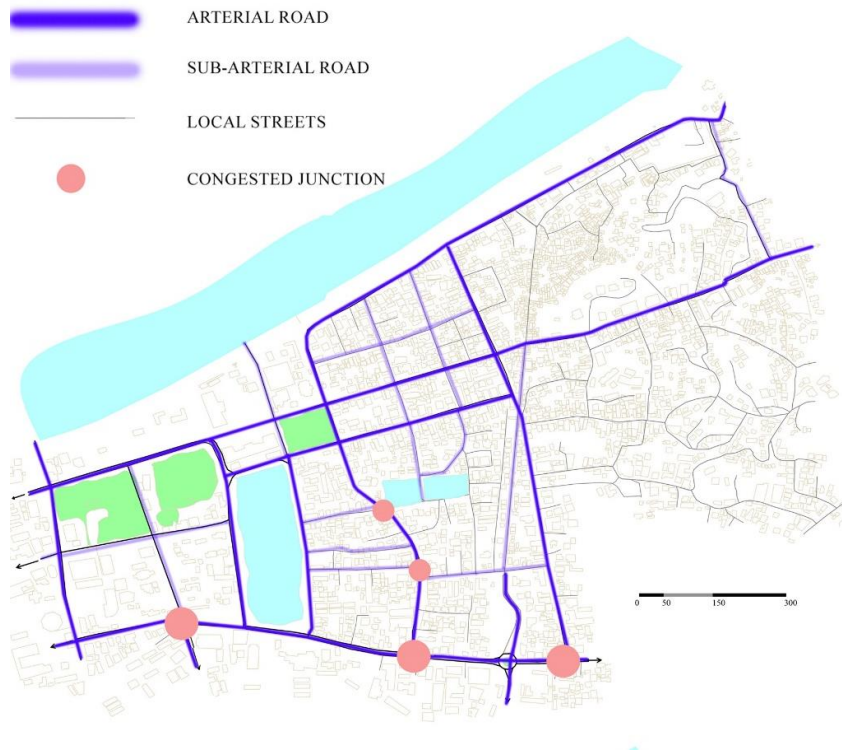 ARTERIAL ROAD
SUB-ARTERIAL ROAD
LOCAL STREETS
CONGESTED JUNCTION
0 50 150 300